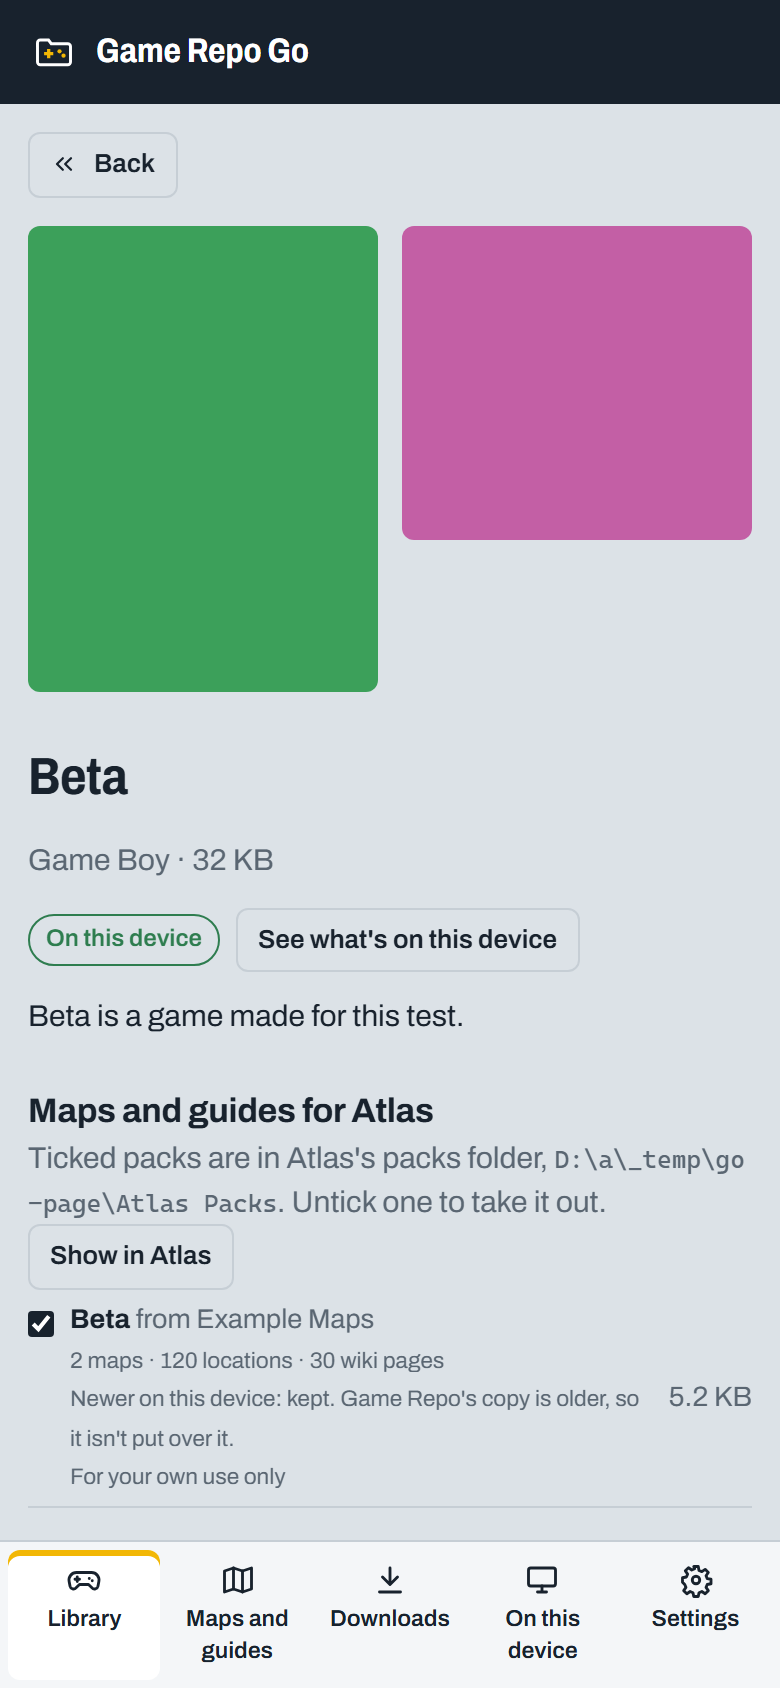 Game Repo Go
Back
Beta
Game Boy · 32 KB
On this device
See what's on this device
Beta is a game made for this test.
Maps and guides for Atlas
Ticked packs are in Atlas's packs folder, D:\a\_temp\go
-page\Atlas Packs. Untick one to take it out.
Show in Atlas
Beta from Example Maps
2 maps · 120 locations · 30 wiki pages
Newer on this device: kept. Game Repo's copy is older, so
it isn't put over it.
5.2 KB
For your own use only
Library
Maps and
guides
Downloads
On this
device
Settings